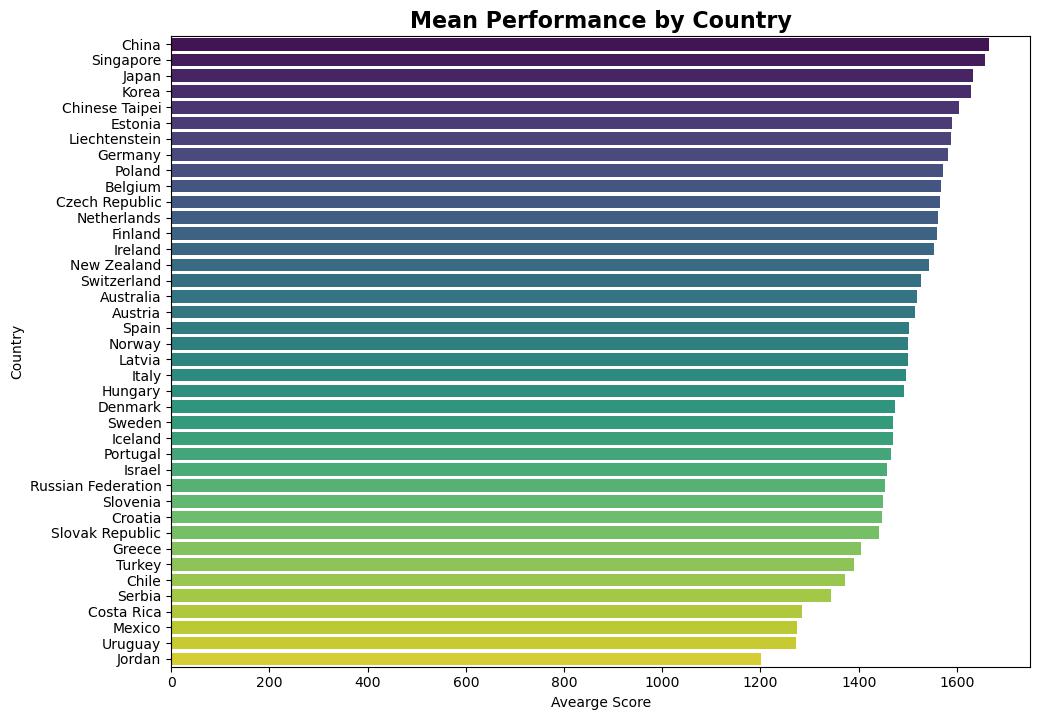 Mean Performance by Country
China
Singapore
Japan
Korea
Chinese Taipei
Estonia
Liechtenstein
Germany
Poland
Belgium
Czech Republic
Netherlands
Finland
Ireland
New Zealand
Switzerland
Australia
Austria
Spain
Norway
Latvia
Italy
Hungary
Denmark
Sweden
Iceland
Portugal
Israel
Russian Federation
Slovenia
Croatia
Slovak Republic
Greece
Turkey
Chile
Serbia
Costa Rica
Mexico
Uruguay
Jordan
Country
0 200 400 600 800 1000 1200 1400 1600
Avearge Score